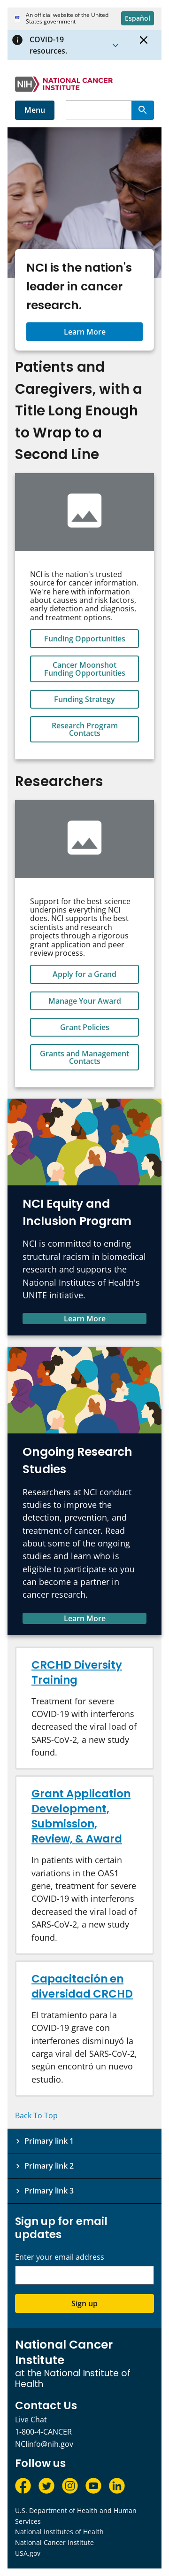 An official website of the United
States government
Español
COVID-19
resources.
NIH NATIONAL CANCER
INSTITUTE
Menu
NCI is the nation's
leader in cancer
research.
Learn More
Patients and
Caregivers, with a
Title Long Enough
to Wrap to a
Second Line
NCI is the nation's trusted
source for cancer information.
We're here with information
about causes and risk factors,
early detection and diagnosis,
and treatment options.
Funding Opportunities
Cancer Moonshot
Funding Opportunities
Funding Strategy
Research Program
Contacts
Researchers
Support for the best science
underpins everything NCI
does. NCI supports the best
scientists and research
projects through a rigorous
grant application and peer
review process.
Apply for a Grand
Manage Your Award
Grant Policies
Grants and Management
Contacts
NCI Equity and
Inclusion Program
NCI is committed to ending
structural racism in biomedical
research and supports the
National Institutes of Health's
UNITE initiative.
Learn More
Ongoing Research
Studies
Researchers at NCI conduct
studies to improve the
detection, prevention, and
treatment of cancer. Read
about some of the ongoing
studies and learn who is
eligible to participate so you
can become a partner in
cancer research.
Learn More
CRCHD Diversity
Training
Treatment for severe
COVID-19 with interferons
decreased the viral load of
SARS-CoV-2, a new study
found.
Grant Application
Development,
Submission,
Review, & Award
In patients with certain
variations in the OAS1
gene, treatment for severe
COVID-19 with interferons
decreased the viral load of
SARS-CoV-2, a new study
found.
Capacitación en
diversidad CRCHD
El tratamiento para la
COVID-19 grave con
interferones disminuyó la
carga viral del SARS-CoV-2,
según encontró un nuevo
estudio.
Back To Top
Primary link 1
Primary link 2
Primary link 3
Sign up for email
updates
Enter your email address
Sign up
National Cancer
Institute
at the National Institute of
Health
Contact Us
Live Chat
1-800-4-CANCER
NCIinfo@nih.gov
Follow us
U.S. Department of Health and Human
Services
National Institutes of Health
National Cancer Institute
USA.gov